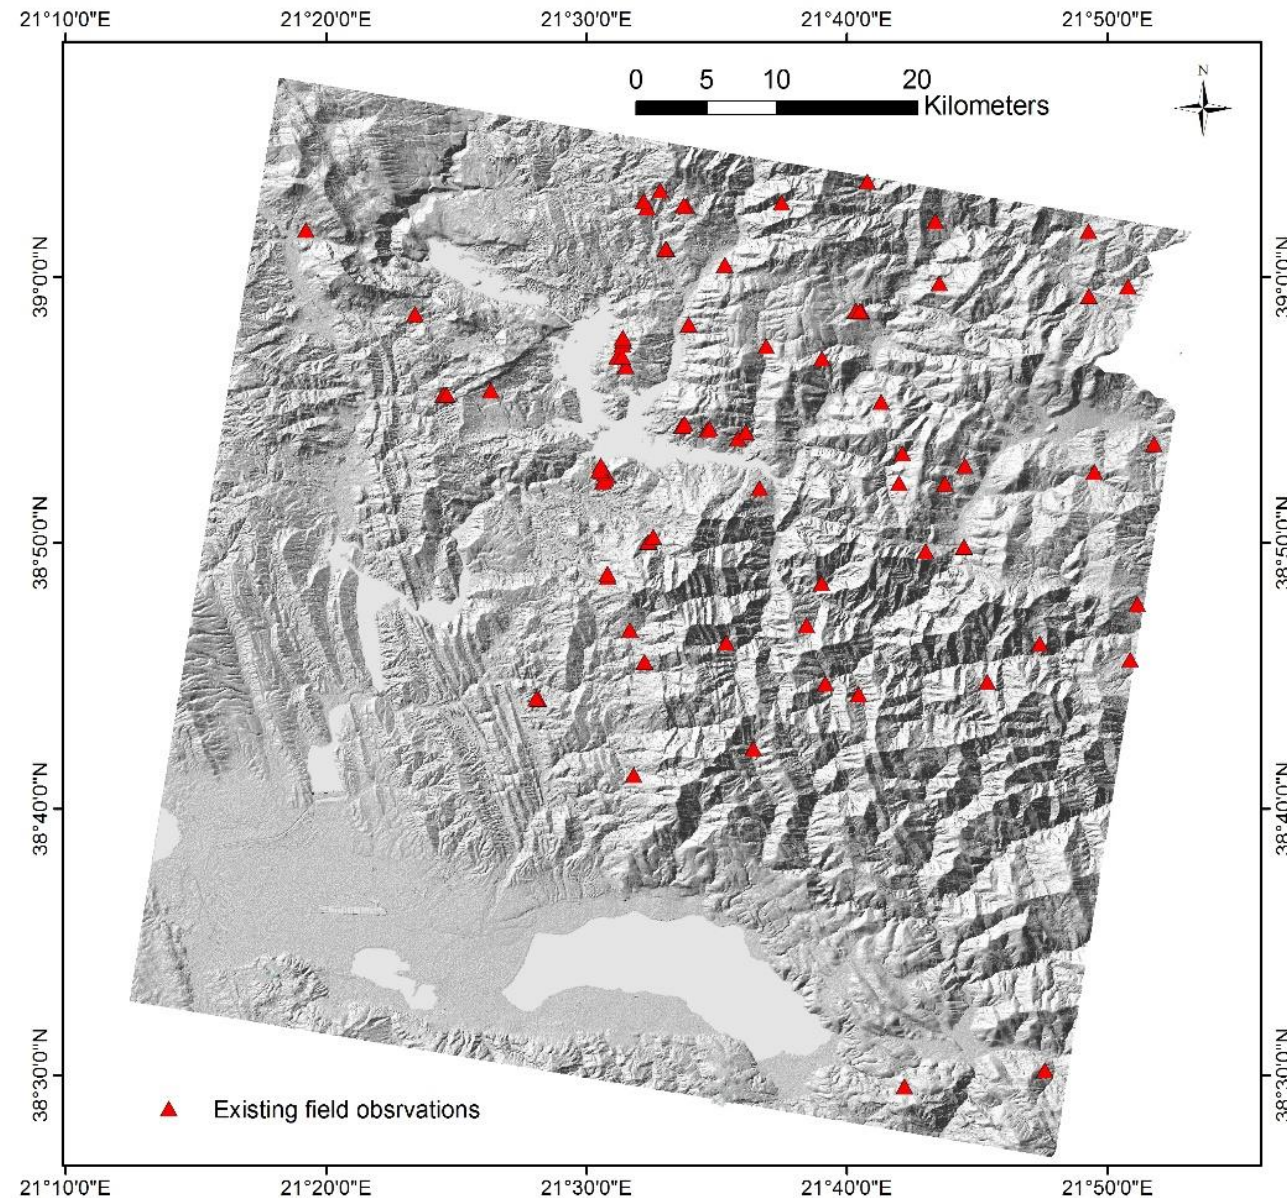 21°10'0"E 21°20'0"E 21°30'0"E 21°40'0"E 21°50'0"E
0 5 10 20
Kilometers
N
39°0'0"N 39°0'0"N
38°50'0"N 38°50'0"N
38°40'0"N 38°40'0"N
38°30'0"N 38°30'0"N
Existing field obsrvations
21°10'0"E 21°20'0"E 21°30'0"E 21°40'0"E 21°50'0"E